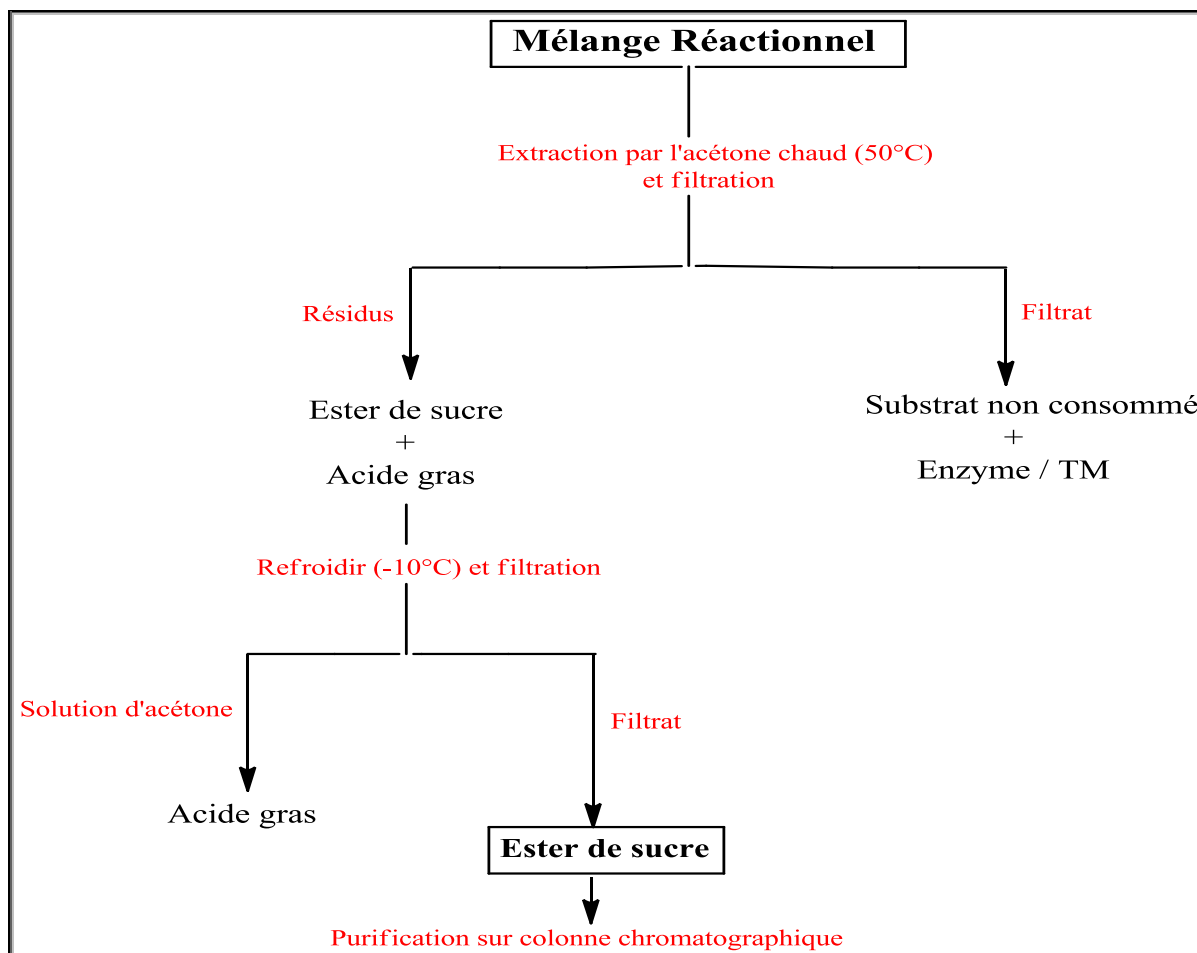 Mélange Réactionnel
Extraction par l'acétone chaud (50°C)
et filtration
Résidus
Filtrat
Ester de sucre
+
Acide gras
Substrat non consommé
+
Enzyme / TM
Refroidir (-10°C) et filtration
Solution d'acétone
Filtrat
Acide gras
Ester de sucre
Purification sur colonne chromatographique